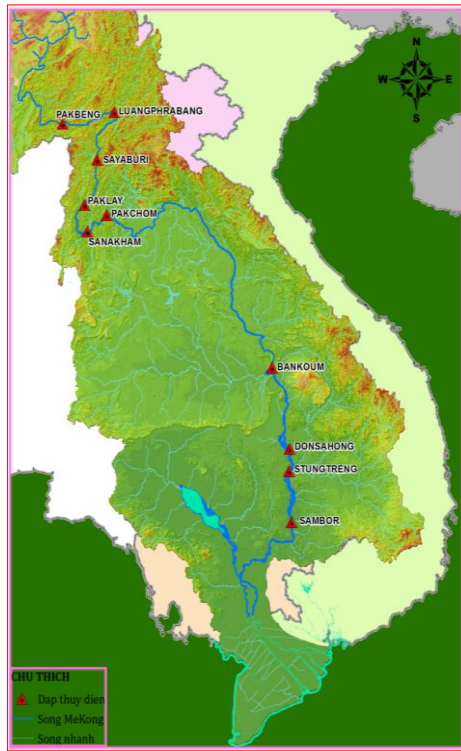 N
W E
S
LUANGPHRABANG
PAKBENG
SAYABURI
PAKLAY
PAKCHOM
SANAKHAM
BANKOUM
DONSAHONG
STUNGTRENG
SAMBOR
CHU THICH
Dap thuy dien
Song MeKong
Song nhanh